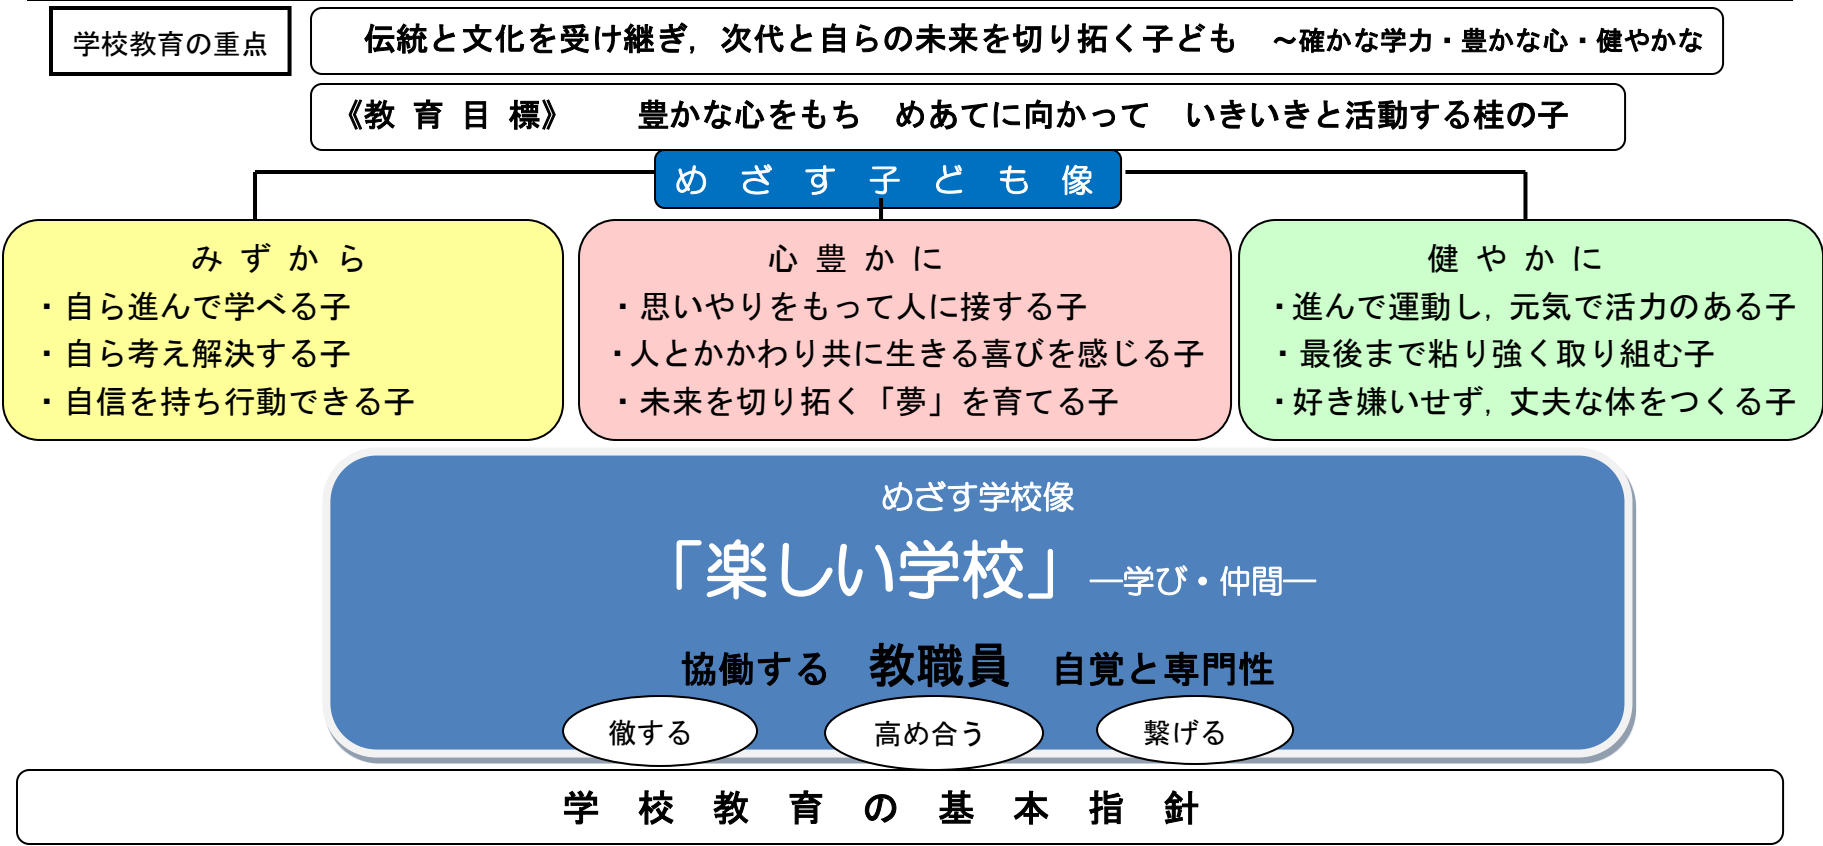 学校教育の重点
伝統と文化を受け継ぎ，次代と自らの未来を切り拓く子ども　～確かな学力・豊かな心・健やかな
《教 育 目 標》　　豊かな心をもち　めあてに向かって　いきいきと活動する桂の子
め ざ す 子 ど も 像
み ず か ら
・自ら進んで学べる子
・自ら考え解決する子
・自信を持ち行動できる子
心 豊 か に
・思いやりをもって人に接する子
・人とかかわり共に生きる喜びを感じる子
・未来を切り拓く「夢」を育てる子
健 や か に
・進んで運動し，元気で活力のある子
・最後まで粘り強く取り組む子
・好き嫌いせず，丈夫な体をつくる子
めざす学校像
「楽しい学校」―学び・仲間―
協働する　教職員　自覚と専門性
徹する
高め合う
繋げる
学 校 教 育 の 基 本 指 針